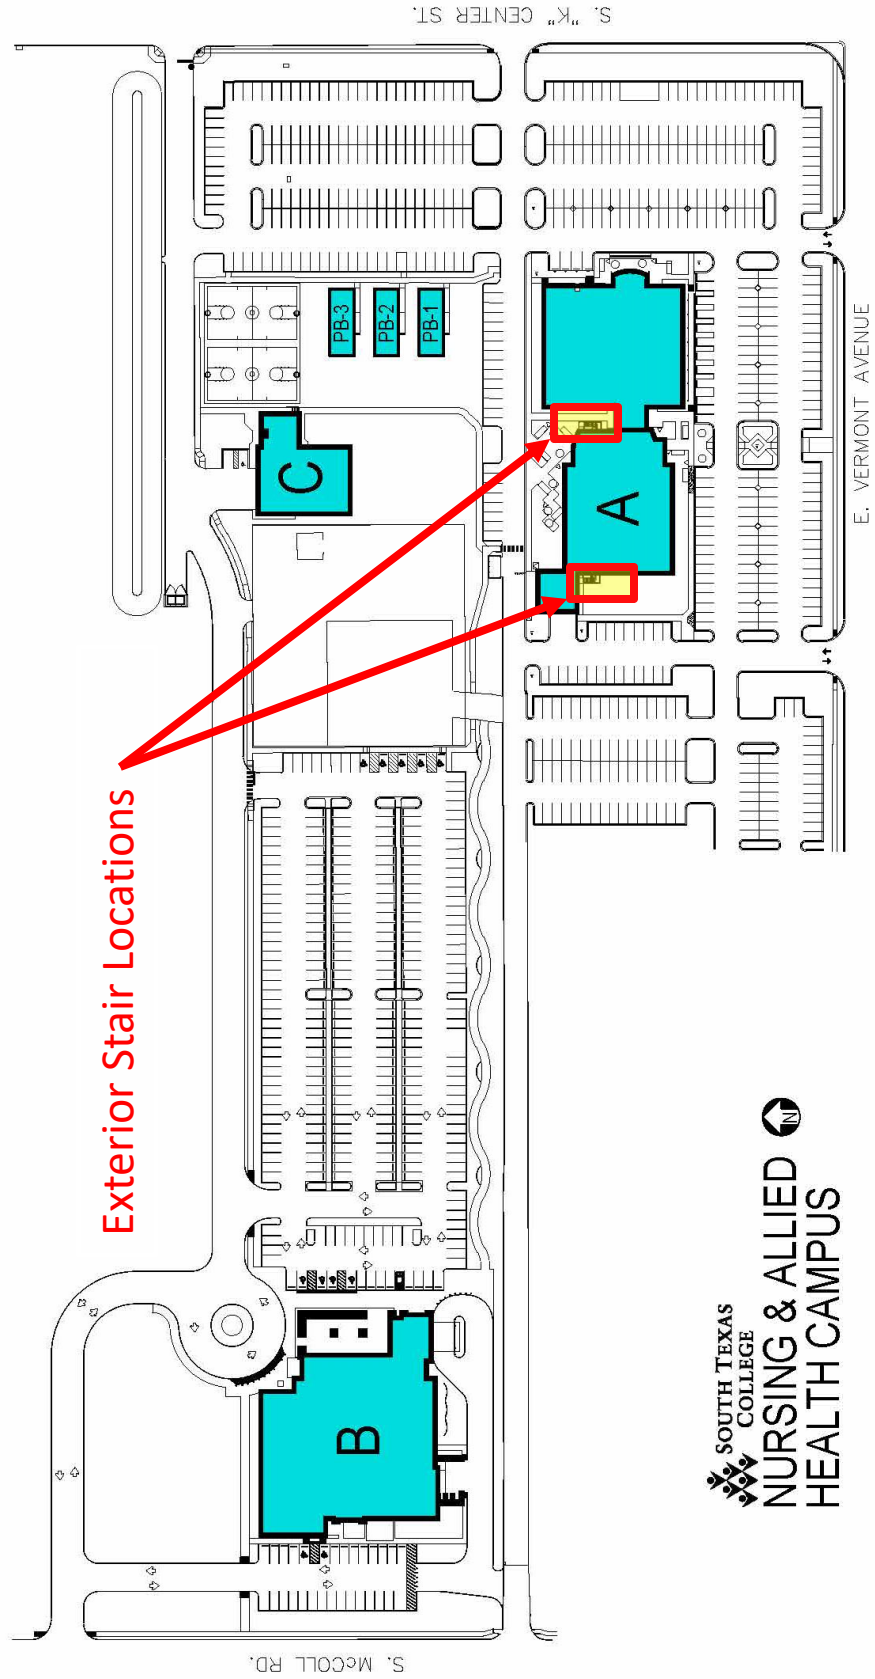 S. "K" CENTER ST.
PB-3
PB-2
PB-1
C
A
E. VERMONT AVENUE
Exterior Stair Locations
B
N
SOUTH TEXAS
COLLEGE
NURSING & ALLIED
HEALTH CAMPUS
S. McCOLL RD.